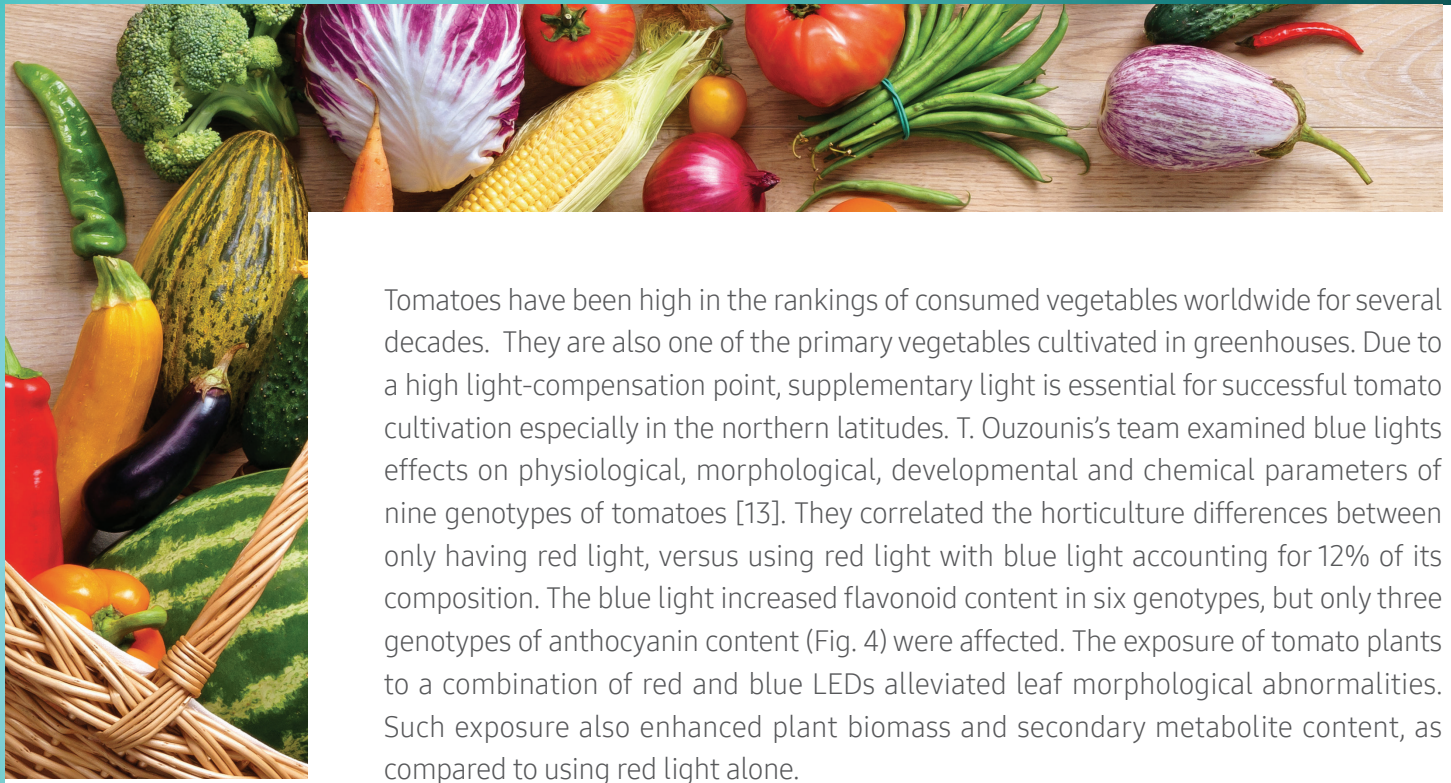 Tomatoes have been high in the rankings of consumed vegetables worldwide for several
decades.  They are also one of the primary vegetables cultivated in greenhouses. Due to
a high light-compensation point, supplementary light is essential for successful tomato
cultivation especially in the northern latitudes. T. Ouzounis's team examined blue lights
effects on physiological, morphological, developmental and chemical parameters of
nine genotypes of tomatoes [13]. They correlated the horticulture differences between
only having red light, versus using red light with blue light accounting for 12% of its
composition. The blue light increased flavonoid content in six genotypes, but only three
genotypes of anthocyanin content (Fig. 4) were affected. The exposure of tomato plants
to a combination of red and blue LEDs alleviated leaf morphological abnormalities.
Such exposure also enhanced plant biomass and secondary metabolite content, as
compared to using red light alone.